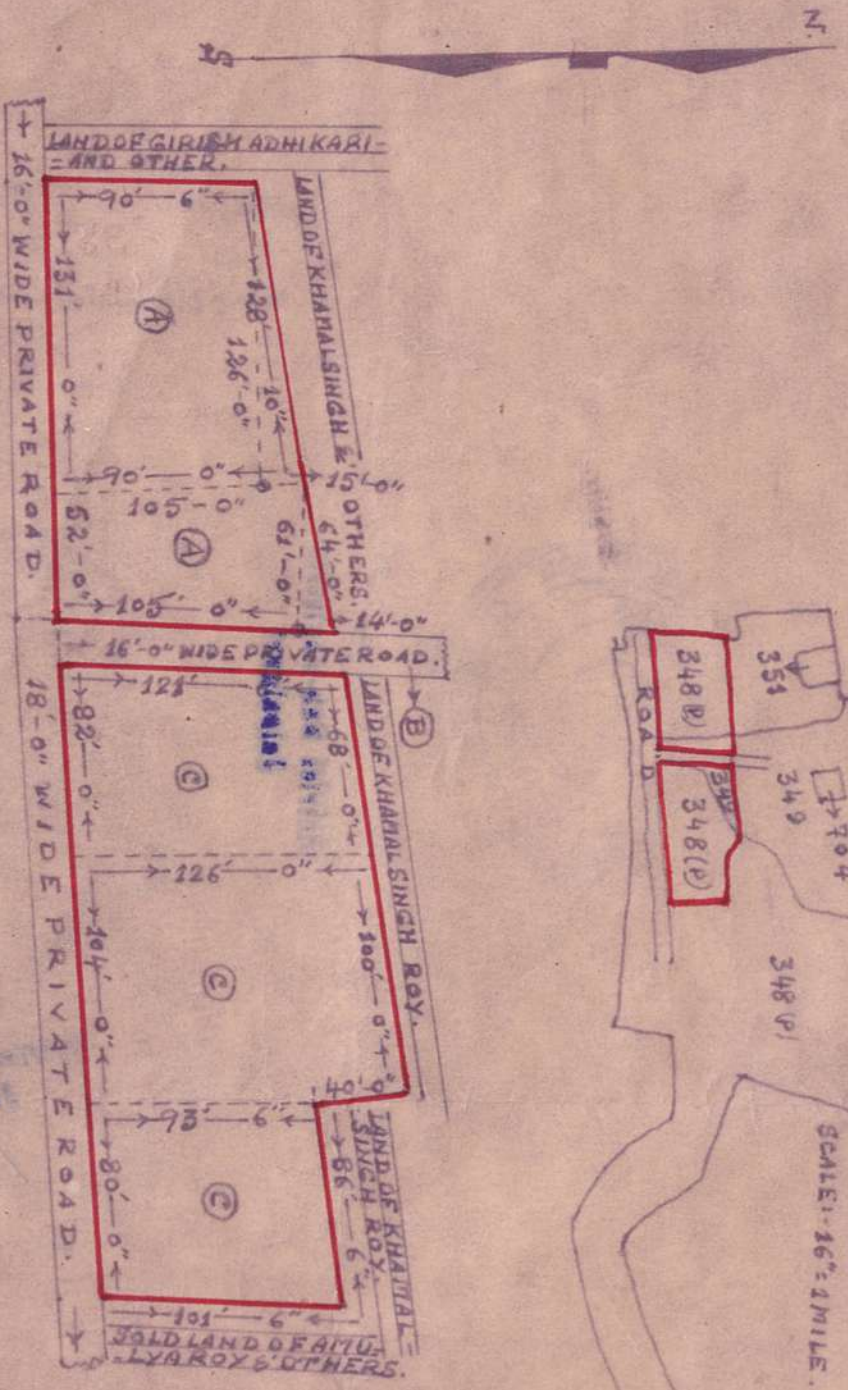 N.
S
SCALE:- 16" = 1 MILE.
351
349
704
348(P)
348(P)
348(P)
ROAD
LAND OF GIRISH ADHIKARI-
=AND OTHER.
LAND OF KHAMALSINGH & OTHERS.
90'-6"
128'-10"
126'-0"
131'-0"
A
90'-0"
15'-0"
105-0"
A
52'-0"
61'-0"
64'-0"
105'-0"
14'-0"
16'-0" WIDE PRIVATE ROAD.
16'-0" WIDE PRIVATE ROAD.
B
LAND OF KHAMALSINGH ROY.
121'
68'-0"
82'-0"
C
126'-0"
100'-0"
104'-0"
C
40'-0"
LAND OF KHAMAL=
SINGH ROY.
93'-6"
86'-6"
80'-0"
C
101'-6"
18'-0" WIDE PRIVATE ROAD.
SOLD LAND OF AMU-
-LYA ROY & OTHERS.